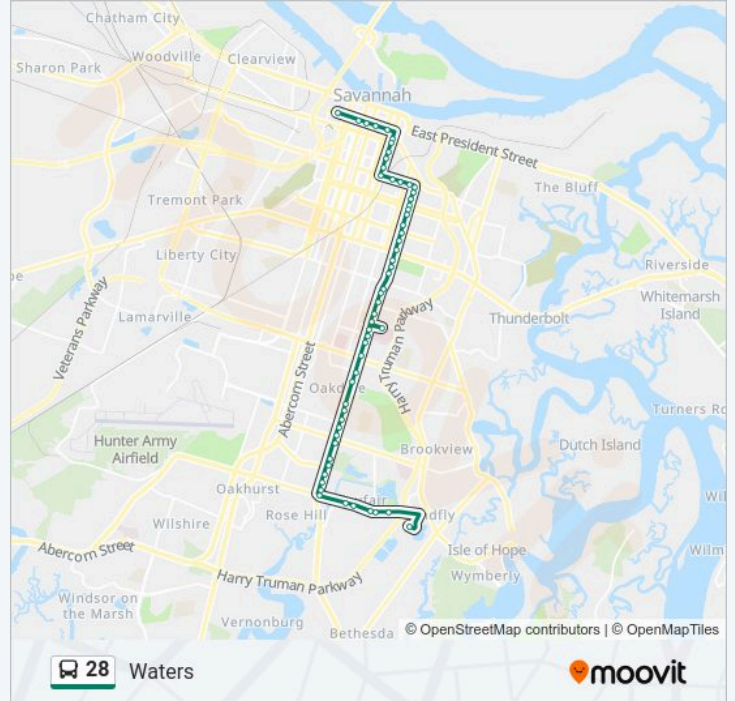 Chatham City
Woodville
Clearview
Sharon Park
Savannah
East President Street
The Bluff
Tremont Park
Liberty City
Riverside
Whitemarsh
Island
Veterans Parkway
Lamarville
Harry Truman Parkway
Thunderbolt
Abercorn Street
Turners
Hunter Army
Airfield
Brookview
Dutch Island
Oakhurst
Rose Hill
Wilshire
Isle of Hope
Wymberly
Abercorn Street
Harry Truman Parkway
Windsor on
the Marsh
Vernonburg
Bethesda
© OpenStreetMap contributors | © OpenMapTiles
28 Waters
moovit